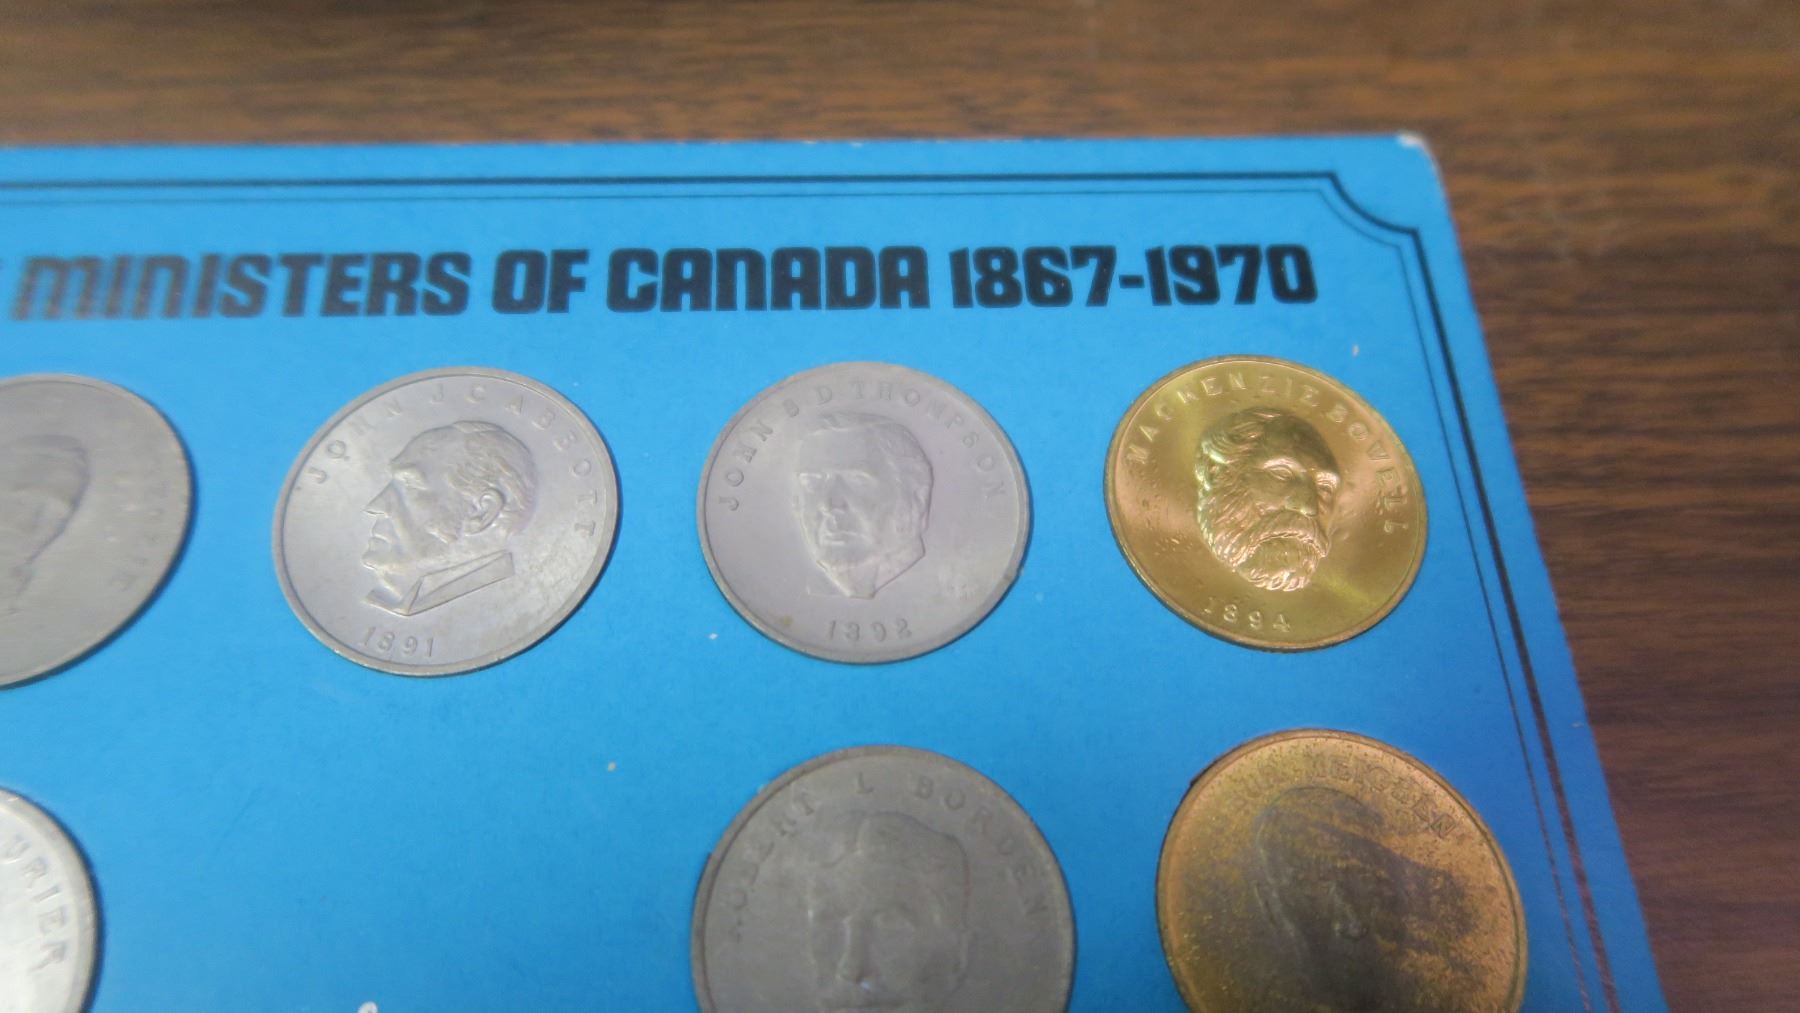 MINISTERS OF CANADA 1867-1970
JOHN J C ABBOTT
1891
JOHN S D THOMPSON
1892
MACKENZIE BOWELL
1894
URIER
ROBERT L BORDEN
MEIGHEN